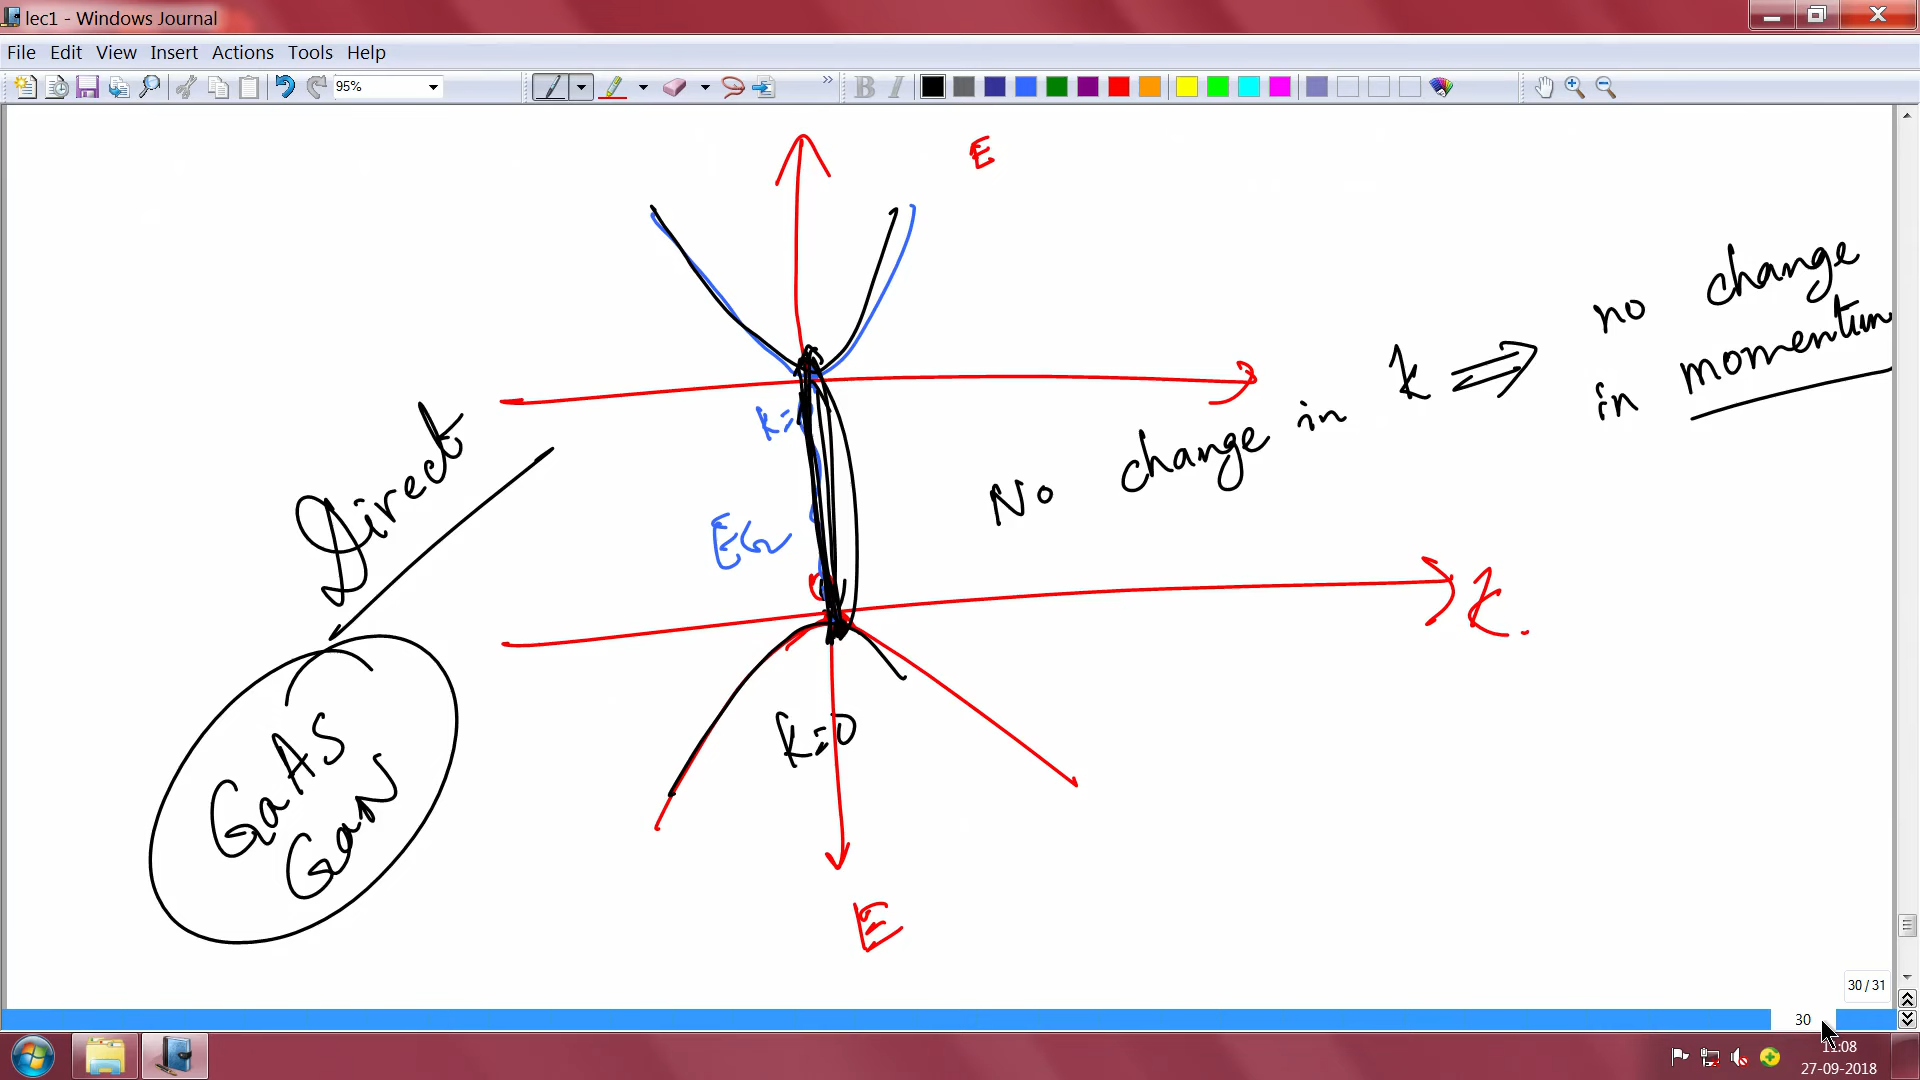 lec1 - Windows Journal
File Edit View Insert Actions Tools Help
95%
B I
E
no change
in momentum
k ⇒
No change in
k=
Direct
EG
k.
k=0
GaAs
GaN
E
30 / 31
30
11:08
27-09-2018